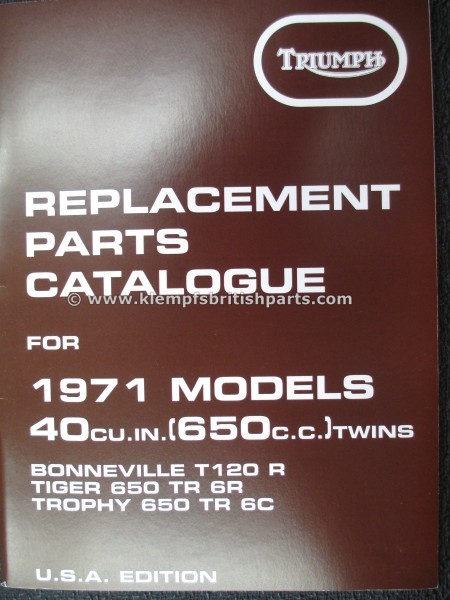 TRIUMPH
REPLACEMENT
PARTS
CATALOGUE
© www.klempfsbritishparts.com
FOR
1971 MODELS
40CU.IN.(650C.C.)TWINS
BONNEVILLE T120 R
TIGER 650 TR 6R
TROPHY 650 TR 6C
U.S.A. EDITION